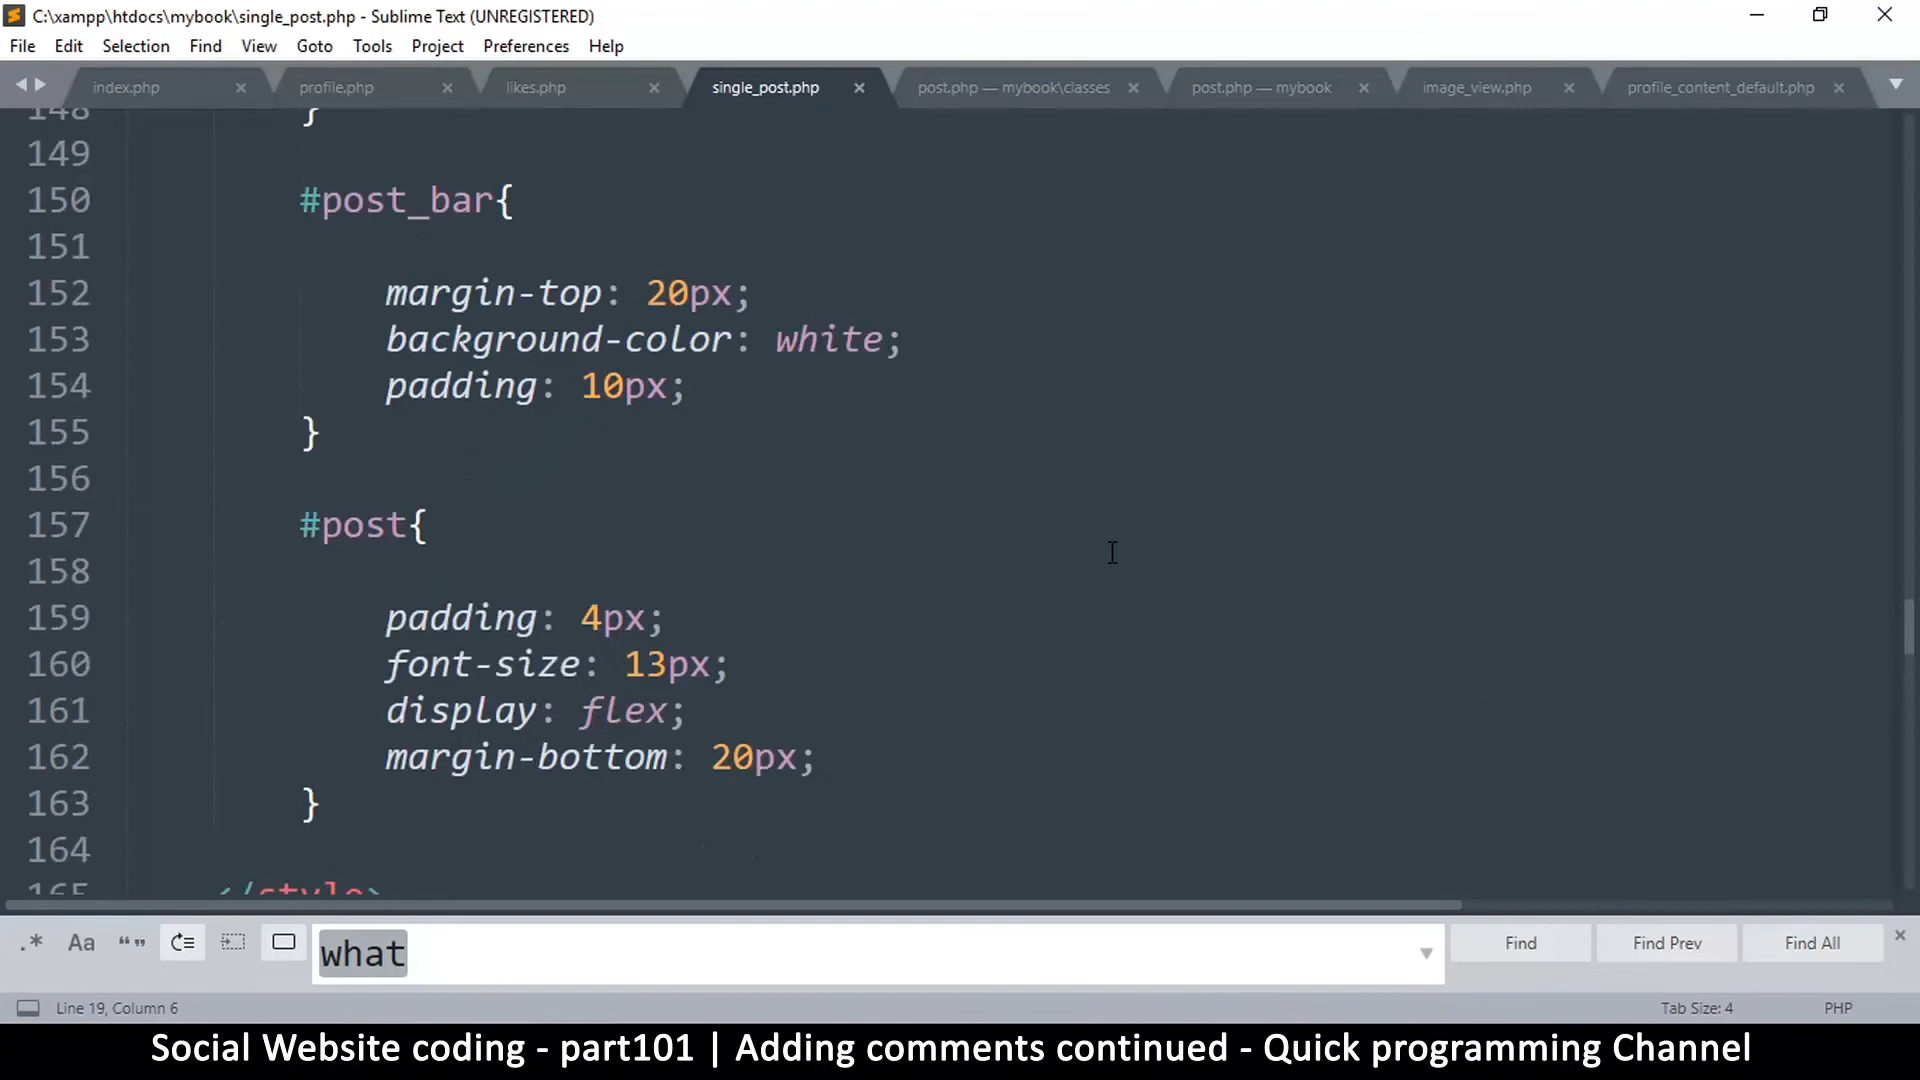 C:\xampp\htdocs\mybook\single_post.php - Sublime Text (UNREGISTERED)
File Edit Selection Find View Goto Tools Project Preferences Help
index.php × profile.php × likes.php × single_post.php × post.php — mybook\classes × post.php — mybook × image_view.php × profile_content_default.php ×
148 }
149
150 #post_bar{
151
152 margin-top: 20px;
153 background-color: white;
154 padding: 10px;
155 }
156
157 #post{
158
159 padding: 4px;
160 font-size: 13px;
161 display: flex;
162 margin-bottom: 20px;
163 }
164
165 </style>
.* Aa “” what Find Find Prev Find All ×
Line 19, Column 6 Tab Size: 4 PHP
Social Website coding - part101 | Adding comments continued - Quick programming Channel